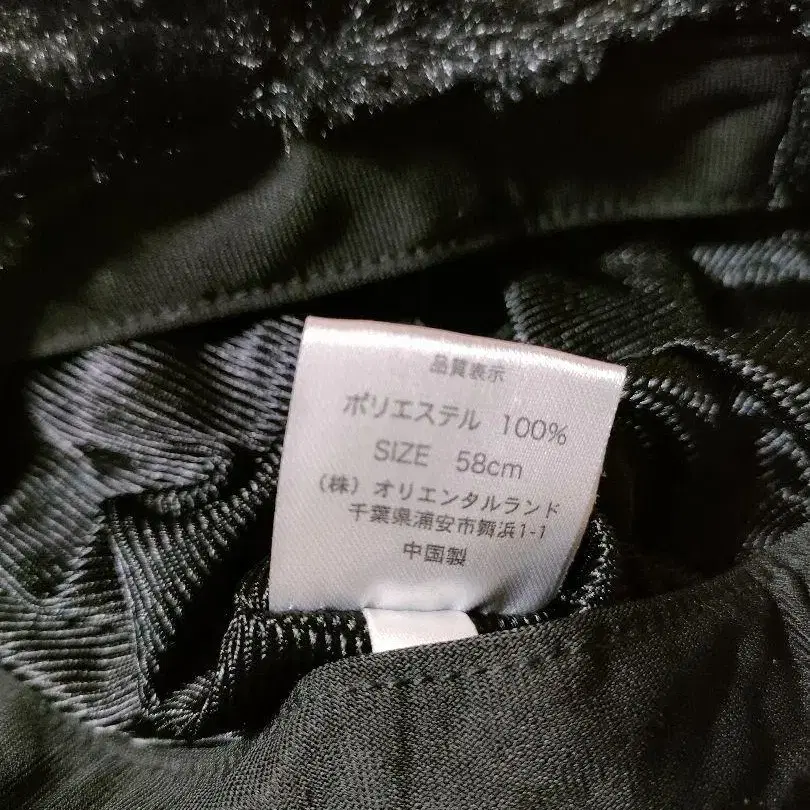 品質表示
ポリエステル 100%
SIZE 58cm
(株) オリエンタルランド
千葉県浦安市舞浜1-1
中国製